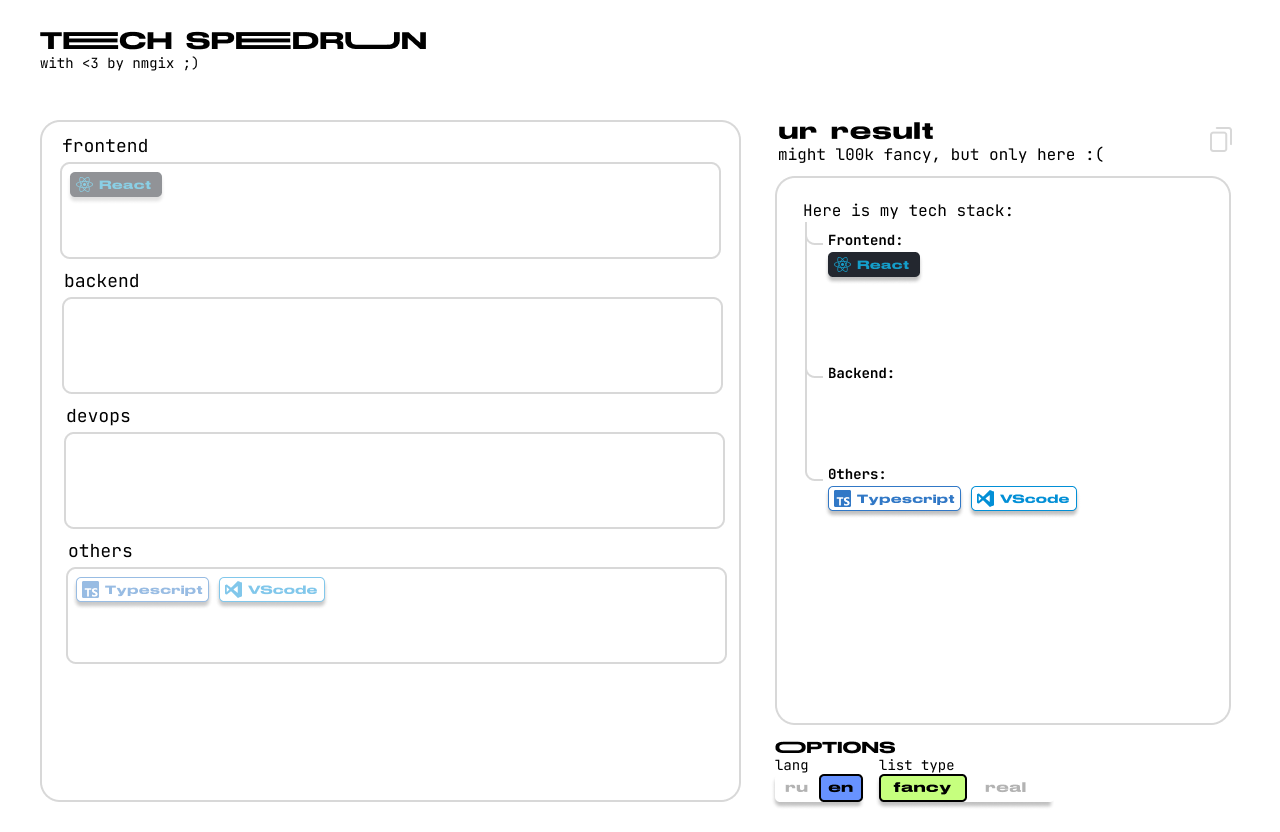 TEECH SPEEDRUN
with <3 by nmgix ;)
frontend
React
backend
devops
others
TS Typescript VScode
ur result
might l00k fancy, but only here :(
Here is my tech stack:
Frontend:
React
Backend:
0thers:
TS Typescript VScode
OPTIONS
lang list type
ru en fancy real